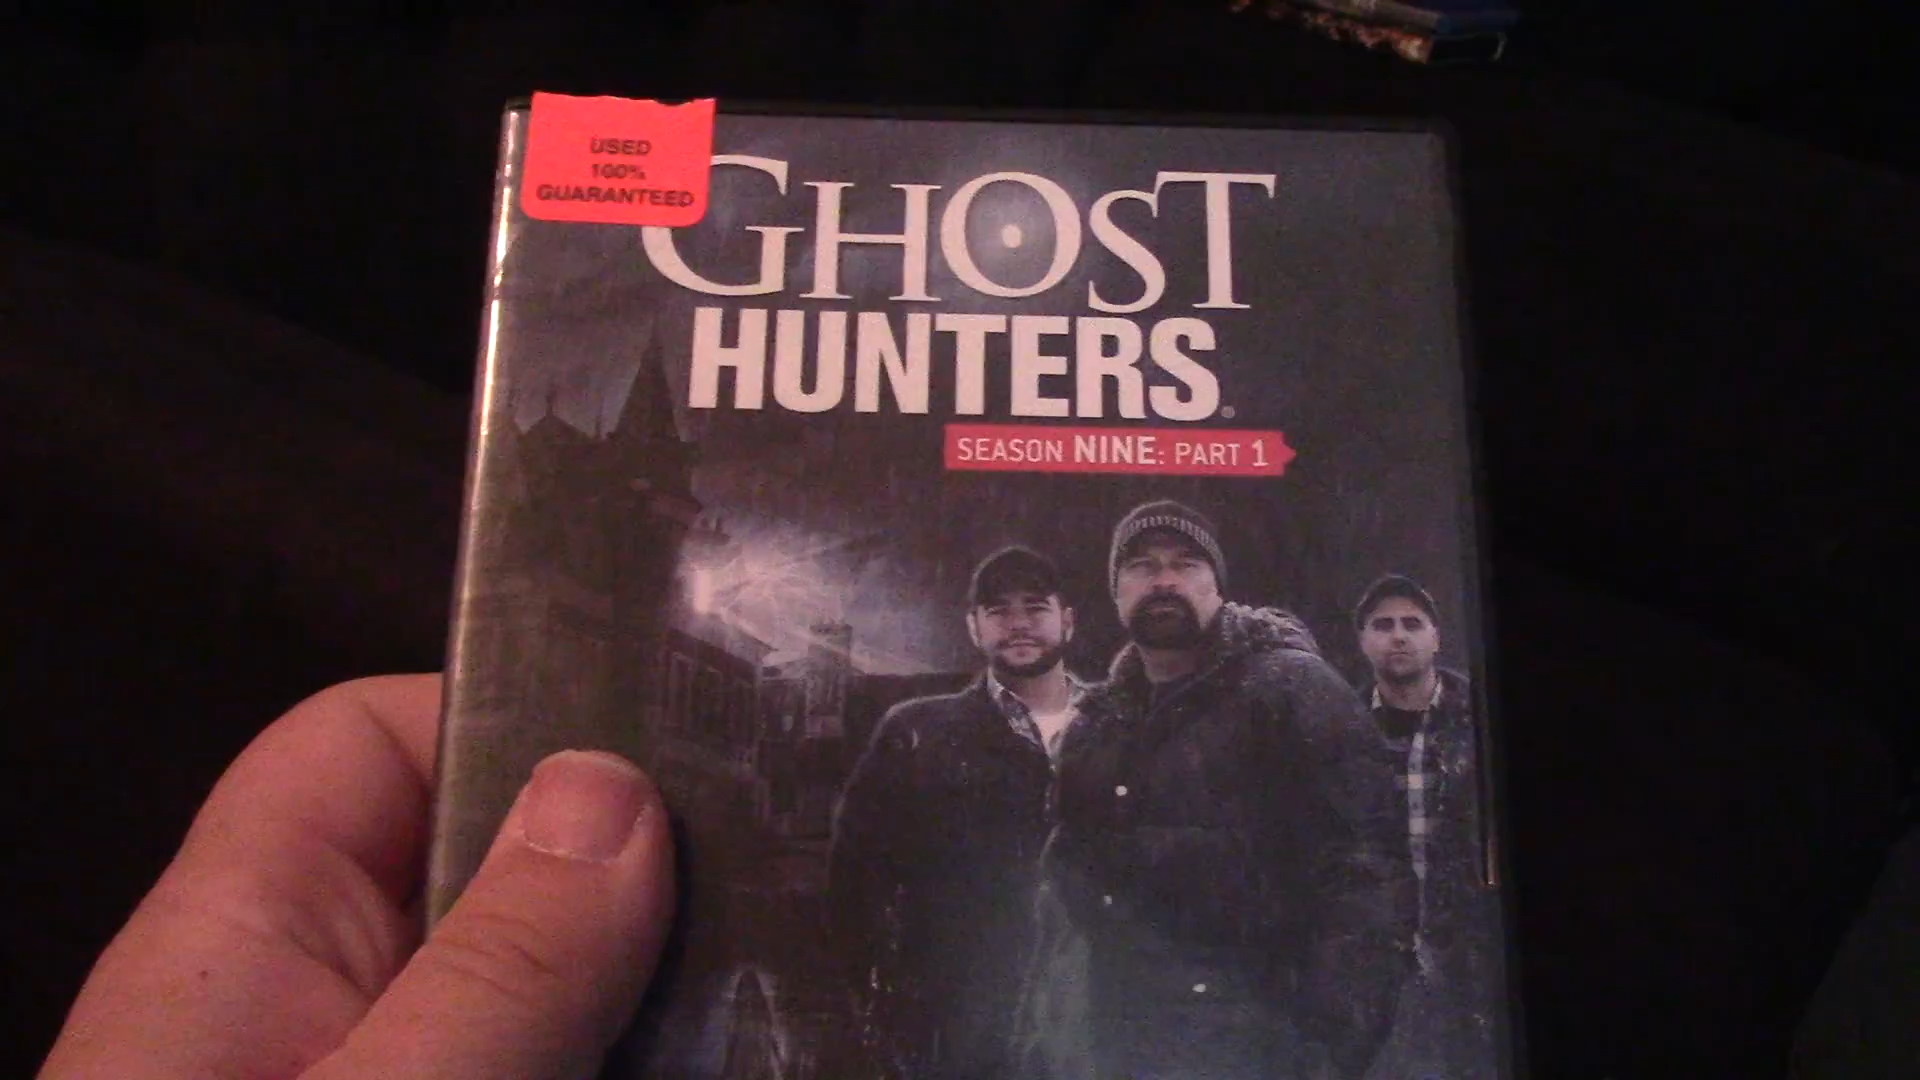 USED
100%
GUARANTEED
GHOST
HUNTERS.
SEASON NINE: PART 1